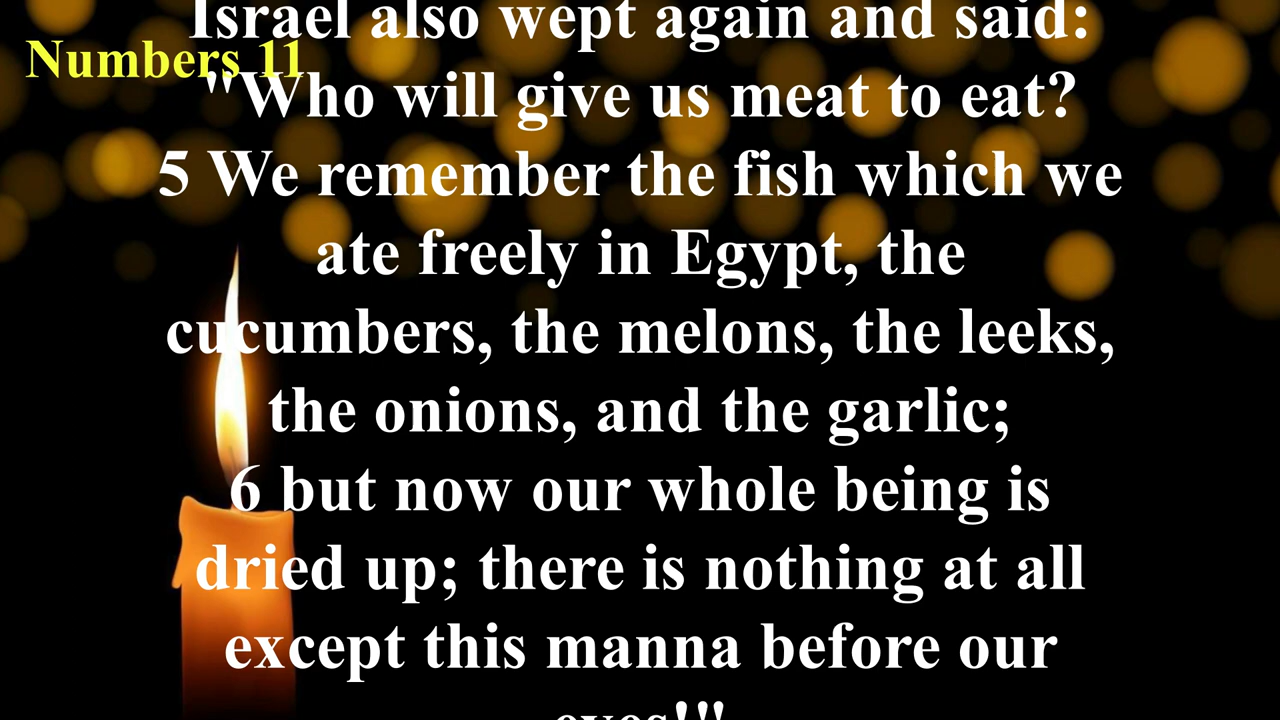 Israel also wept again and said:
Numbers 11
"Who will give us meat to eat?
5 We remember the fish which we
ate freely in Egypt, the
cucumbers, the melons, the leeks,
the onions, and the garlic;
6 but now our whole being is
dried up; there is nothing at all
except this manna before our
eyes!"